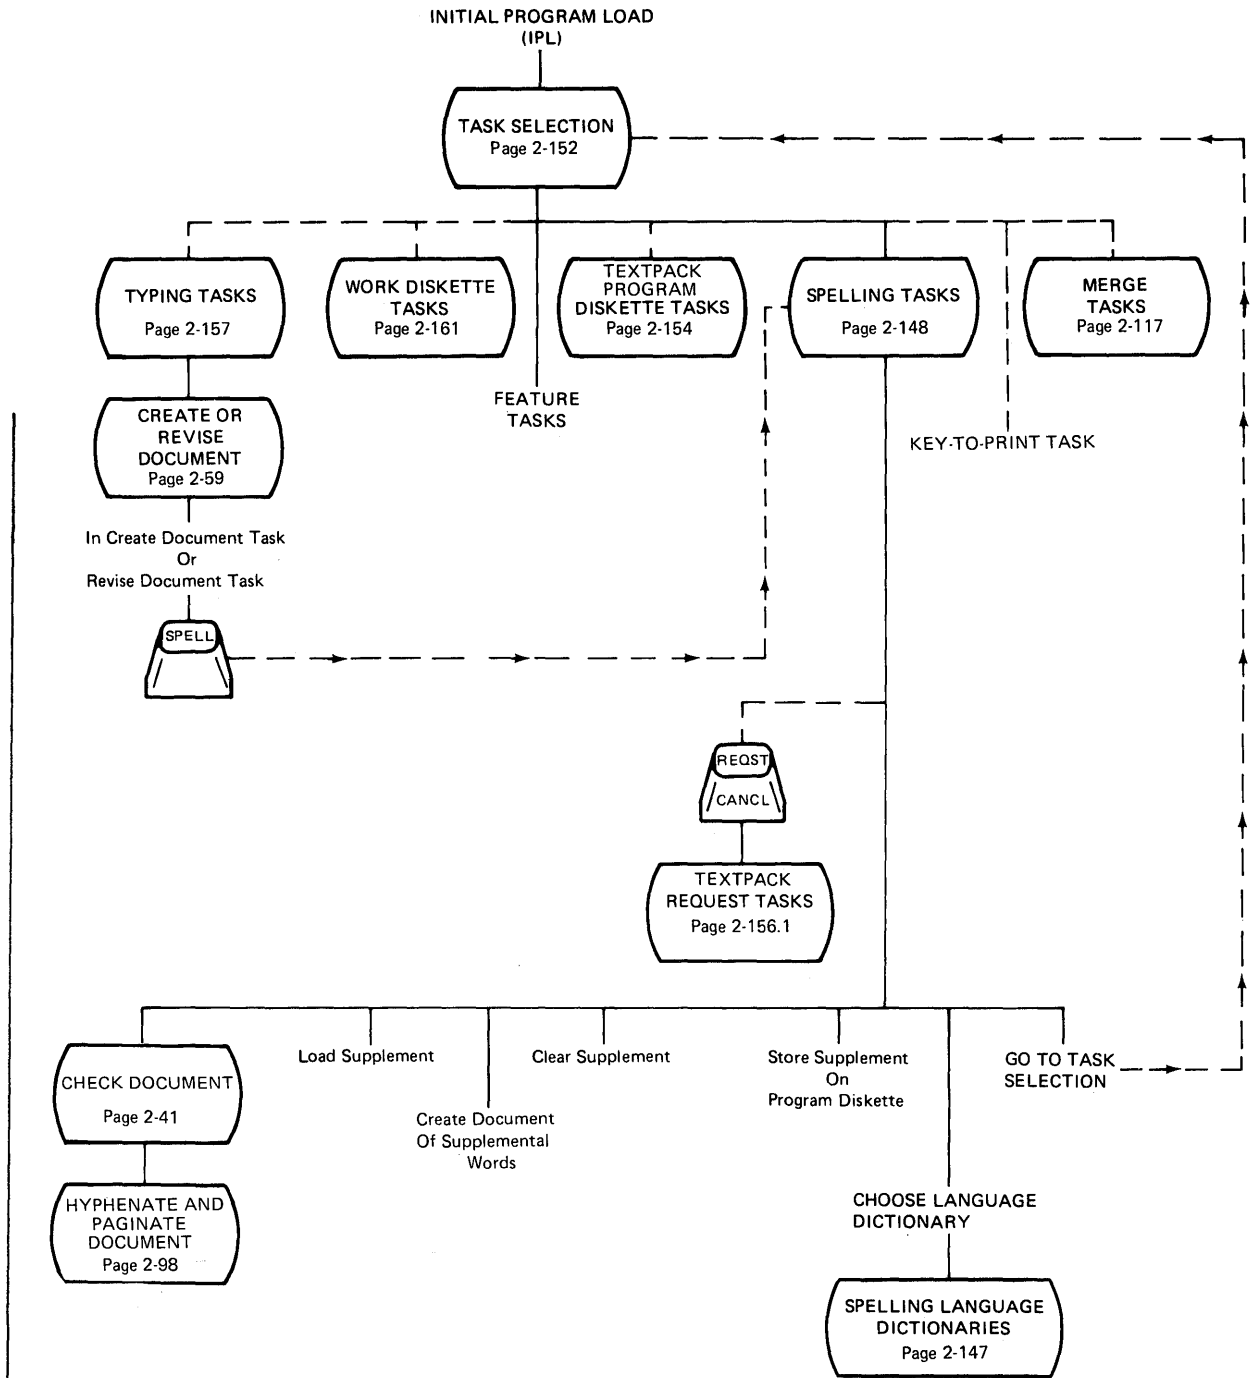 INITIAL PROGRAM LOAD
(IPL)
TASK SELECTION
Page 2-152
TYPING TASKS
Page 2-157
WORK DISKETTE
TASKS
Page 2-161
TEXTPACK
PROGRAM
DISKETTE TASKS
Page 2-154
SPELLING TASKS
Page 2-148
MERGE
TASKS
Page 2-117
FEATURE
TASKS
KEY-TO-PRINT TASK
CREATE OR
REVISE
DOCUMENT
Page 2-59
In Create Document Task
Or
Revise Document Task
SPELL
REQST
CANCL
TEXTPACK
REQUEST TASKS
Page 2-156.1
CHECK DOCUMENT
Page 2-41
Load Supplement
Create Document
Of Supplemental
Words
Clear Supplement
Store Supplement
On
Program Diskette
GO TO TASK
SELECTION
HYPHENATE AND
PAGINATE
DOCUMENT
Page 2-98
CHOOSE LANGUAGE
DICTIONARY
SPELLING LANGUAGE
DICTIONARIES
Page 2-147